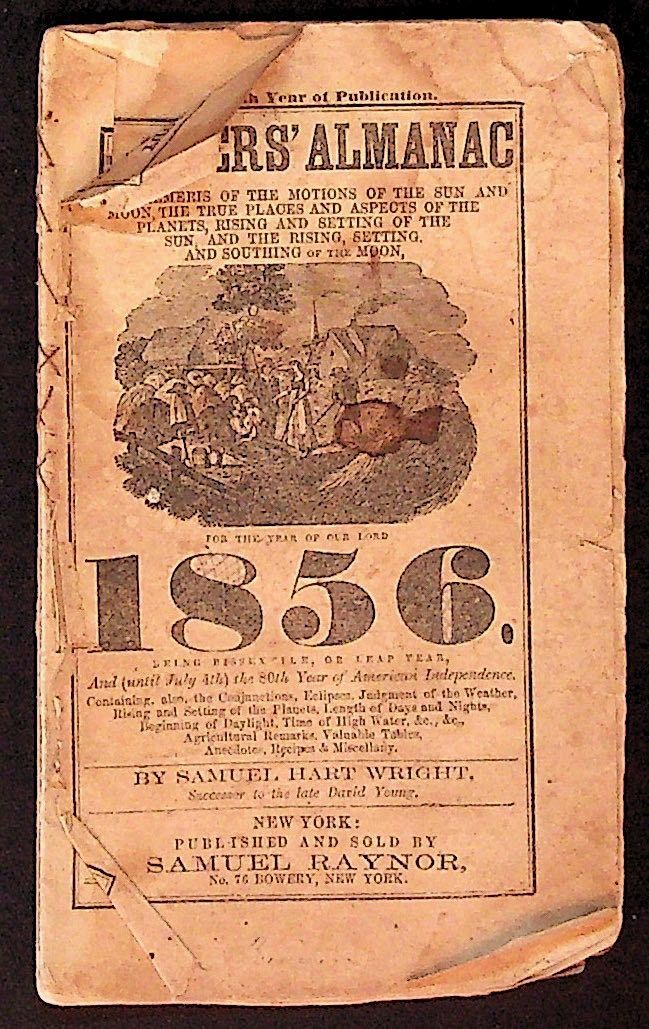 th Year of Publication.
ERS' ALMANAC
EMERIS OF THE MOTIONS OF THE SUN AND
MOON, THE TRUE PLACES AND ASPECTS OF THE
PLANETS, RISING AND SETTING OF THE
SUN, AND THE RISING, SETTING,
AND SOUTHING OF THE MOON,
FOR THE YEAR OF OUR LORD
1856.
BEING BISSEXTILE, OR LEAP YEAR,
And (until July 4th) the 80th Year of American Independence.
Containing, also, the Conjunctions, Eclipses, Judgment of the Weather,
Rising and Setting of the Planets, Length of Days and Nights,
Beginning of Daylight, Time of High Water, &c., &c.,
Agricultural Remarks, Valuable Tables,
Anecdotes, Recipes & Miscellany.
BY SAMUEL HART WRIGHT,
Successor to the late David Young.
NEW YORK:
PUBLISHED AND SOLD BY
SAMUEL RAYNOR,
No. 76 BOWERY, NEW YORK.